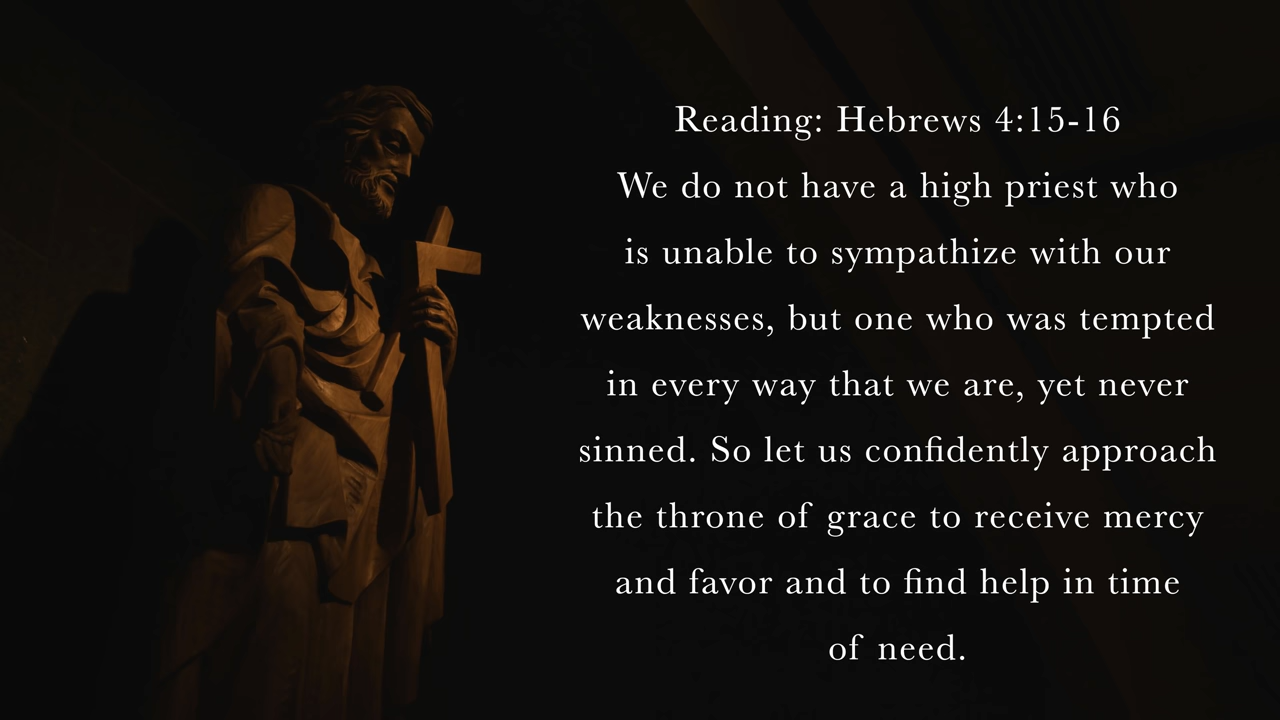 Reading: Hebrews 4:15-16
We do not have a high priest who
is unable to sympathize with our
weaknesses, but one who was tempted
in every way that we are, yet never
sinned. So let us confidently approach
the throne of grace to receive mercy
and favor and to find help in time
of need.